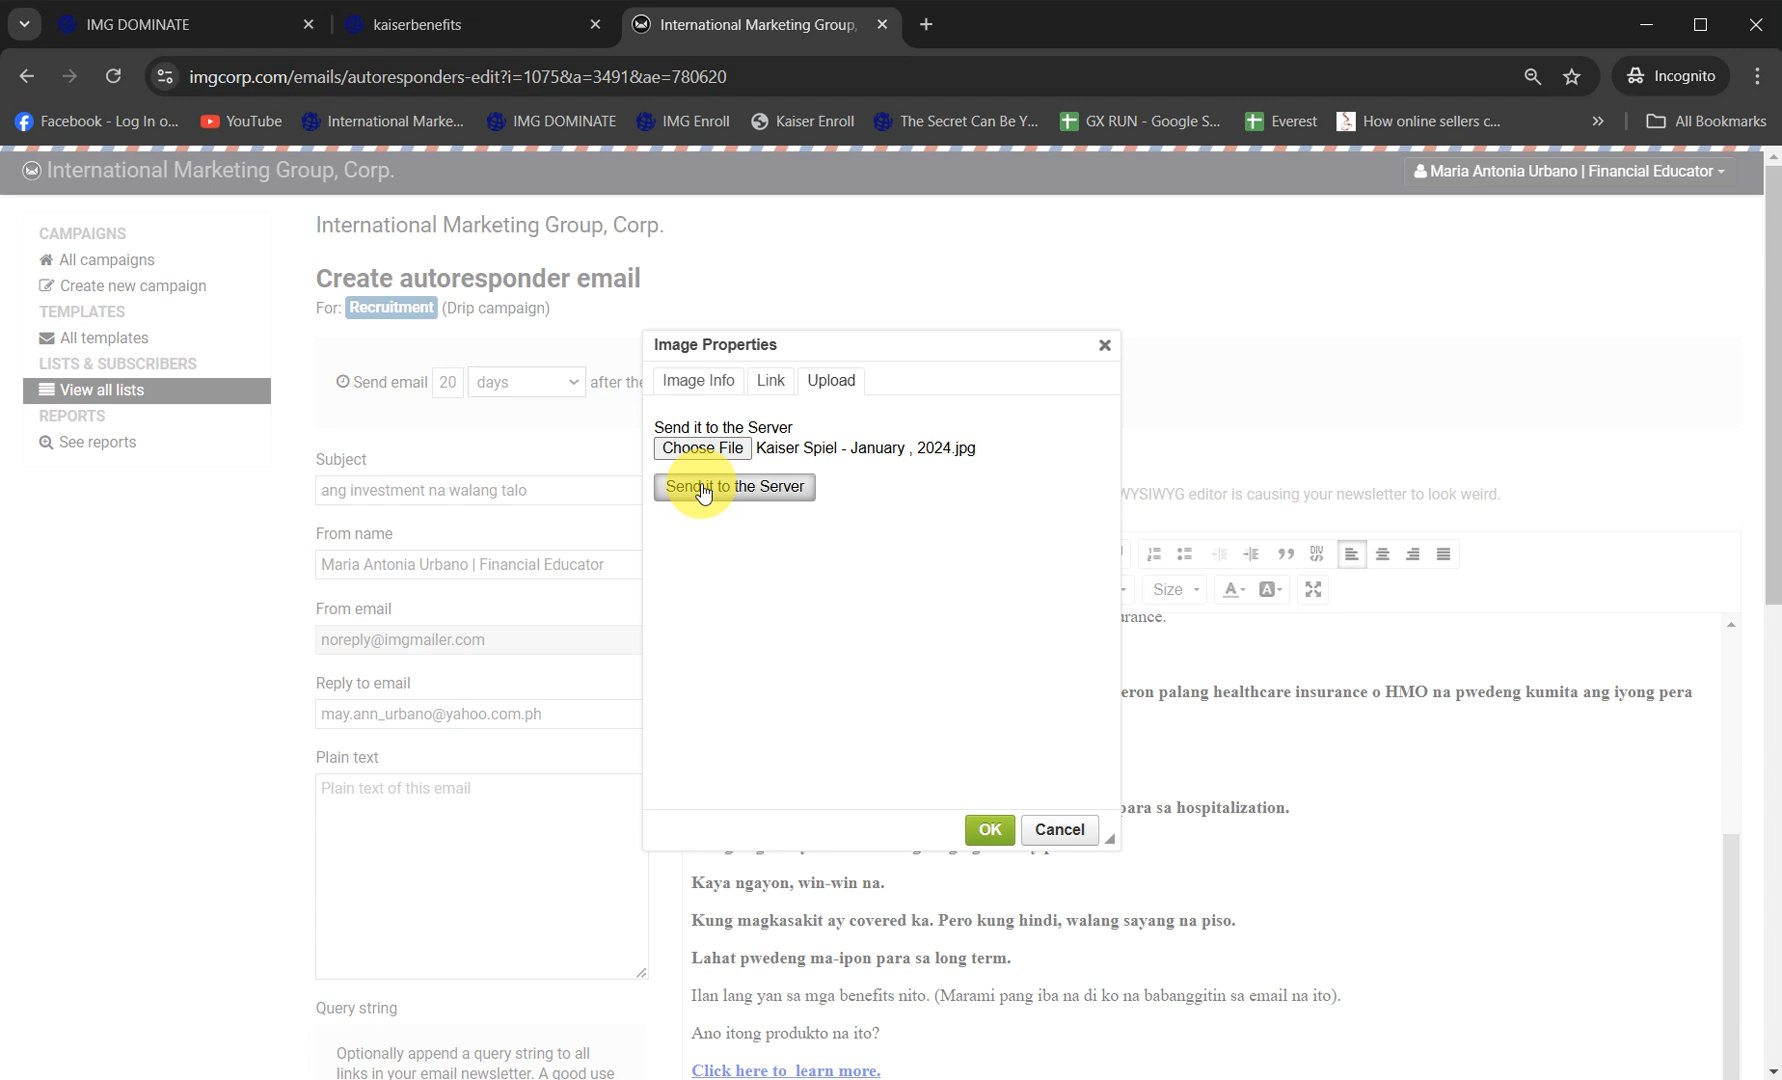 IMG DOMINATE
kaiserbenefits
International Marketing Group,
imgcorp.com/emails/autoresponders-edit?i=1075&a=3491&ae=780620
Incognito
Facebook - Log In o...
YouTube
International Marke...
IMG DOMINATE
IMG Enroll
Kaiser Enroll
The Secret Can Be Y...
GX RUN - Google S...
Everest
How online sellers c...
All Bookmarks
International Marketing Group, Corp.
Maria Antonia Urbano | Financial Educator
CAMPAIGNS
All campaigns
Create new campaign
TEMPLATES
All templates
LISTS & SUBSCRIBERS
View all lists
REPORTS
See reports
International Marketing Group, Corp.
Create autoresponder email
For: Recruitment (Drip campaign)
Send email 20 days after the
Subject
ang investment na walang talo
From name
Maria Antonia Urbano | Financial Educator
From email
noreply@imgmailer.com
Reply to email
may.ann_urbano@yahoo.com.ph
Plain text
Plain text of this email
Query string
Optionally append a query string to all
links in your email newsletter. A good use
Image Properties
Image Info Link Upload
Send it to the Server
Choose File Kaiser Spiel - January , 2024.jpg
Send it to the Server
OK Cancel
WYSIWYG editor is causing your newsletter to look weird.
Size
palang healthcare insurance o HMO na pwedeng kumita ang iyong pera
para sa hospitalization.
Kaya ngayon, win-win na.
Kung magkasakit ay covered ka. Pero kung hindi, walang sayang na piso.
Lahat pwedeng ma-ipon para sa long term.
Ilan lang yan sa mga benefits nito. (Marami pang iba na di ko na babanggitin sa email na ito).
Ano itong produkto na ito?
Click here to learn more.